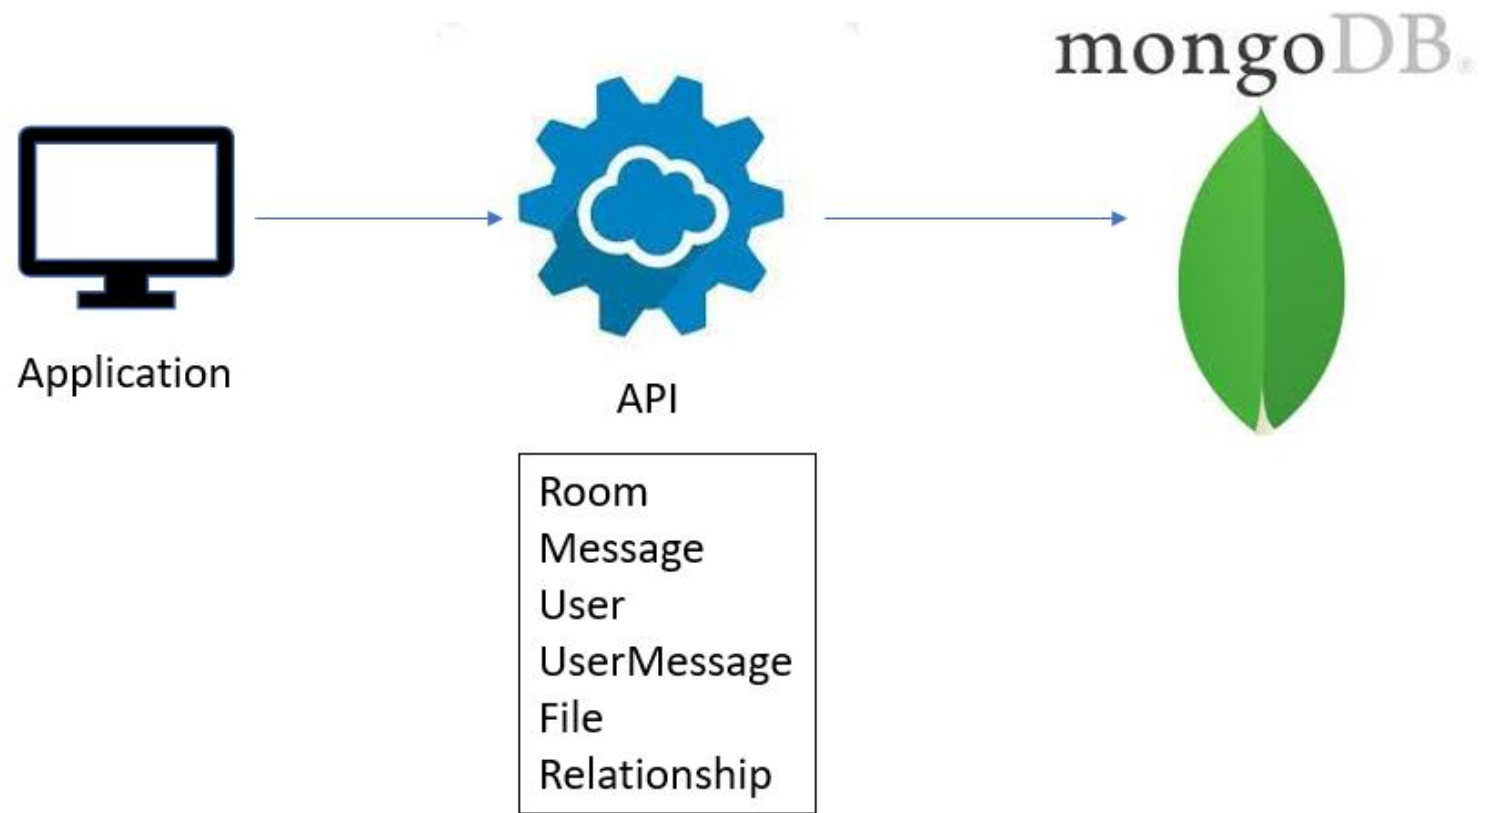 mongoDB®
Application
API
Room
Message
User
UserMessage
File
Relationship